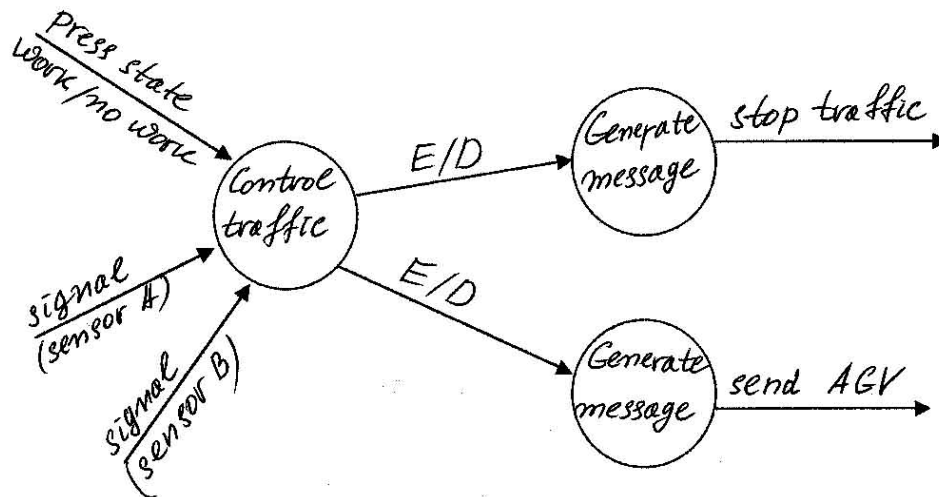 press state
work/no work
Control
traffic
signal
(sensor A)
signal
(sensor B)
E/D
E/D
Generate
message
stop traffic
Generate
message
send AGV